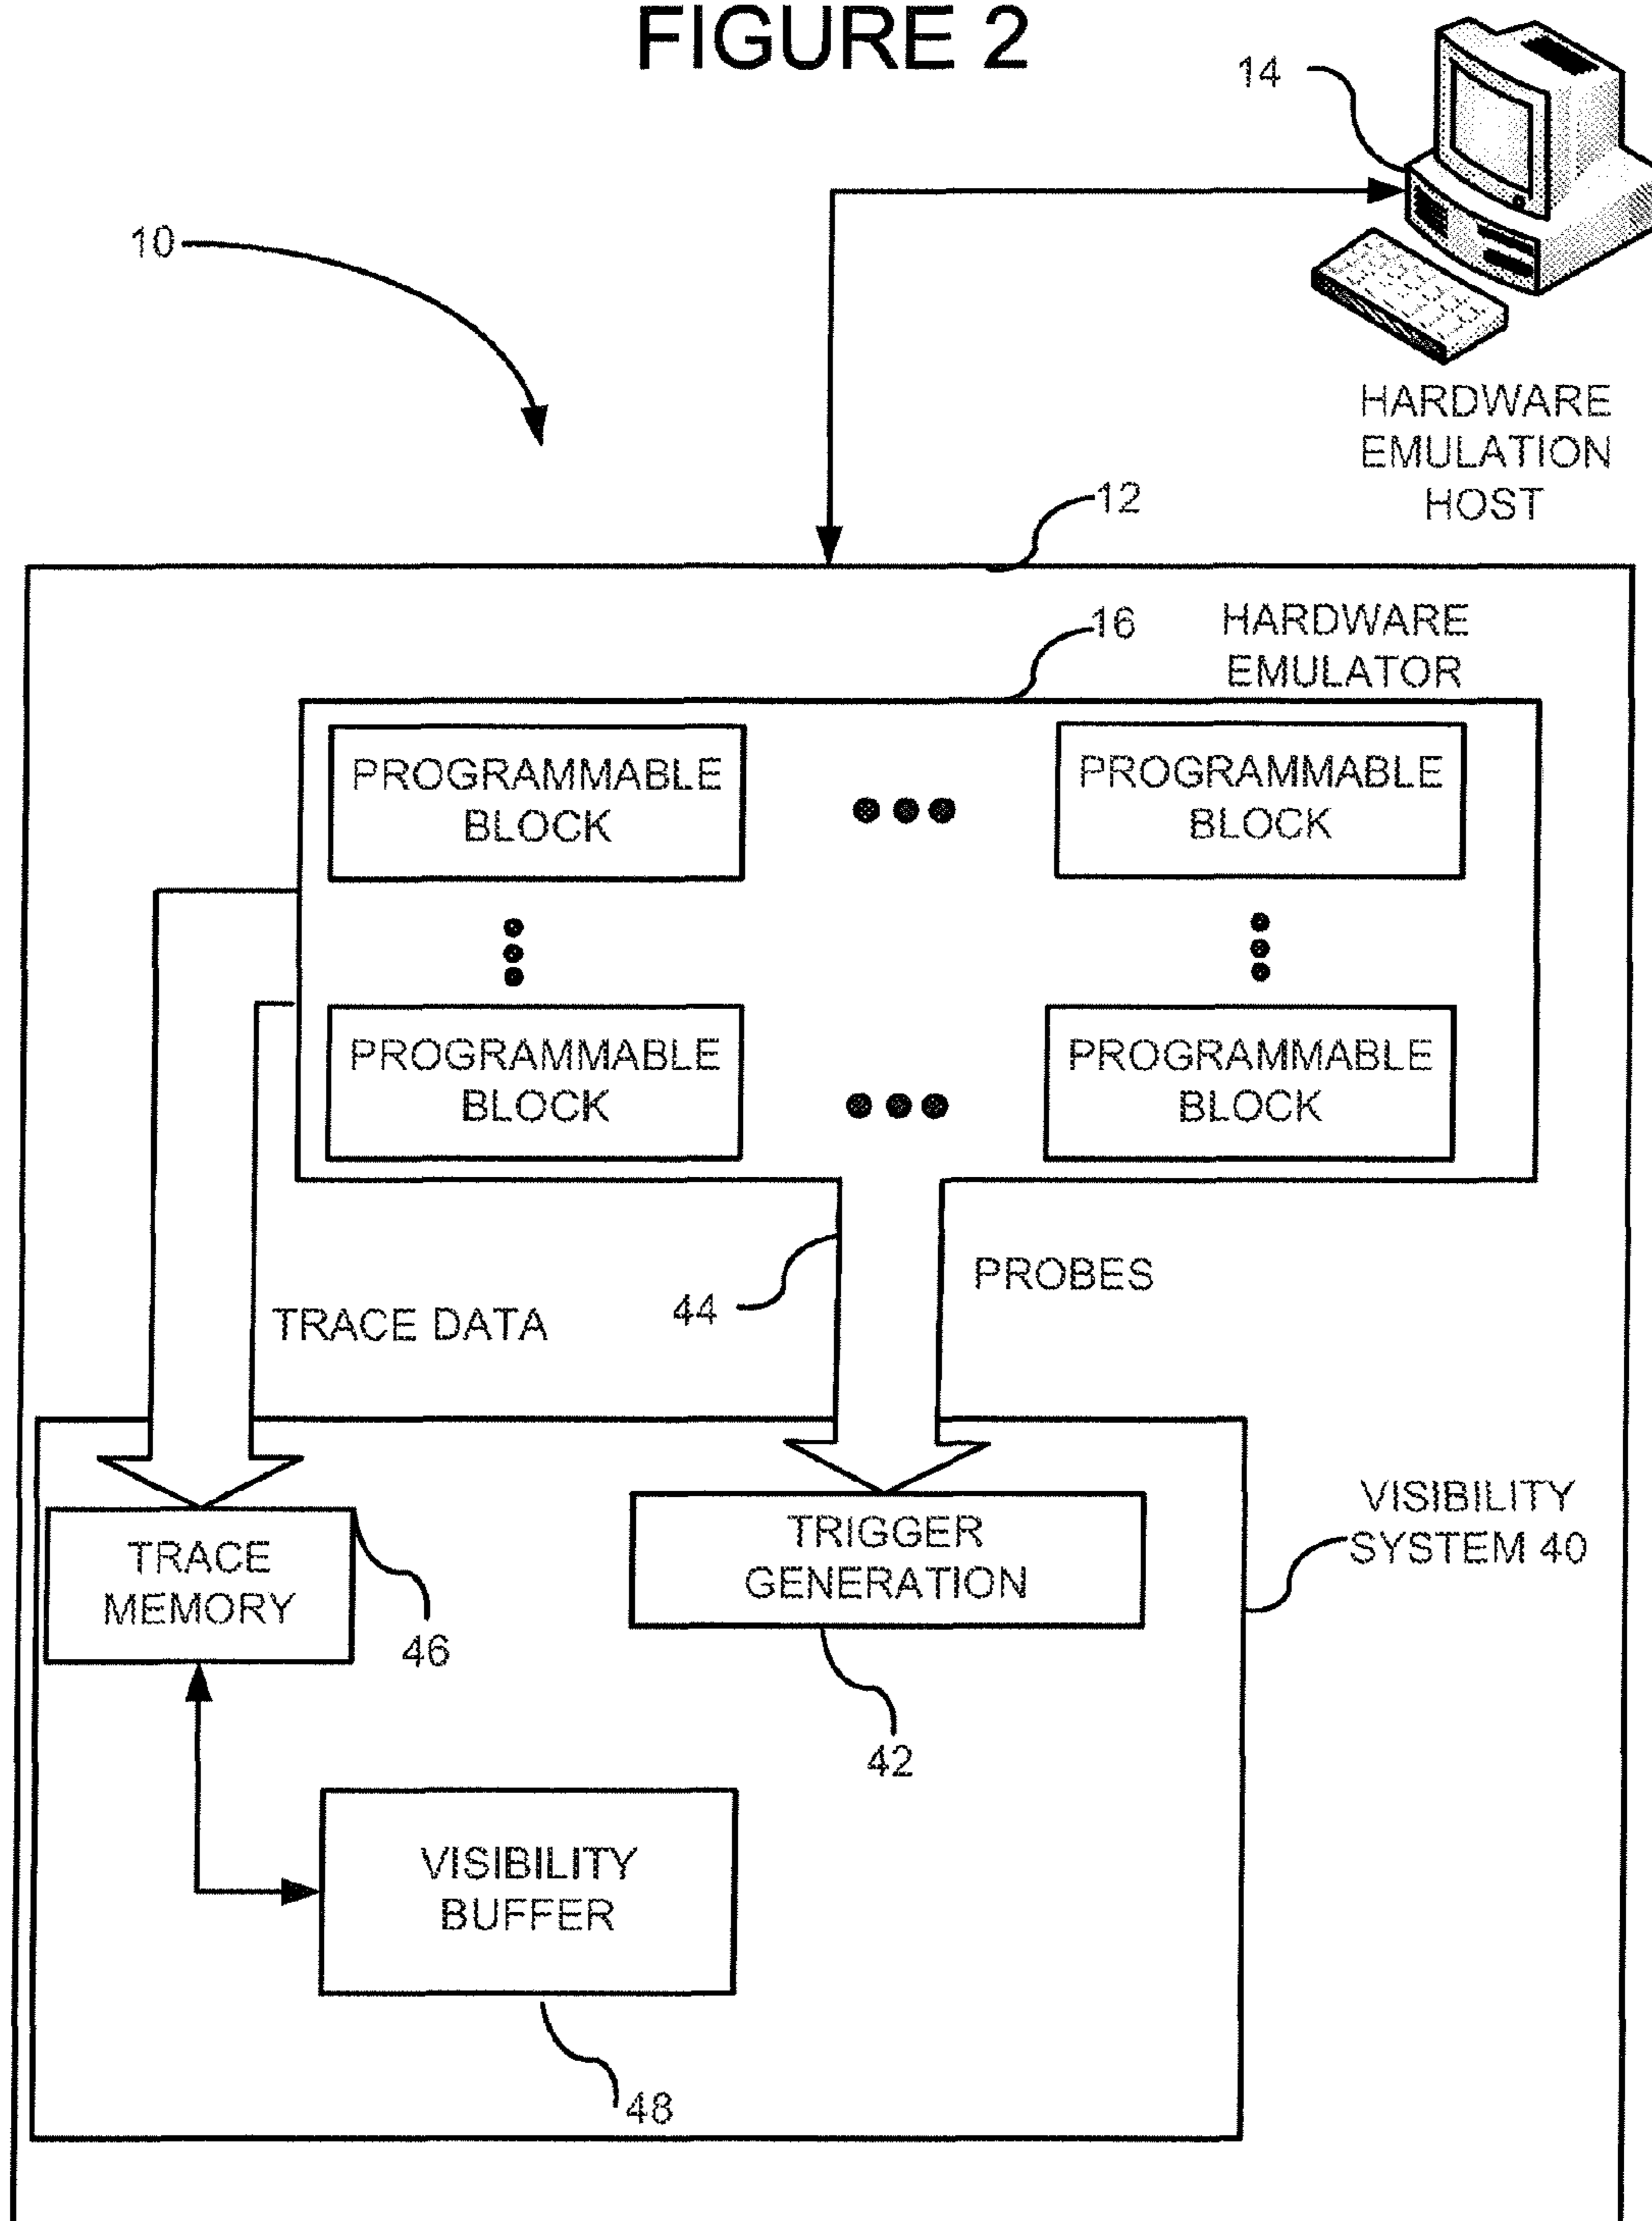 FIGURE 2
14
10
HARDWARE
EMULATION
HOST
12
16
HARDWARE
EMULATOR
PROGRAMMABLE
BLOCK
PROGRAMMABLE
BLOCK
PROGRAMMABLE
BLOCK
PROGRAMMABLE
BLOCK
44
PROBES
TRACE DATA
TRACE
MEMORY
46
TRIGGER
GENERATION
42
VISIBILITY
SYSTEM 40
VISIBILITY
BUFFER
48